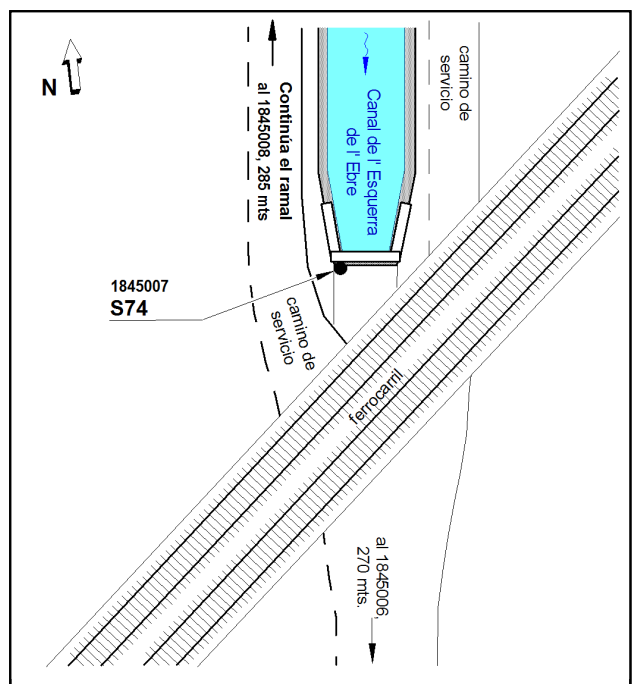 N
Continúa el ramal
al 1845008, 285 mts
Canal de l' Esquerra
de l' Ebre
camino de
servicio
1845007
S74
camino de
servicio
ferrocarril
al 1845006,
270 mts.